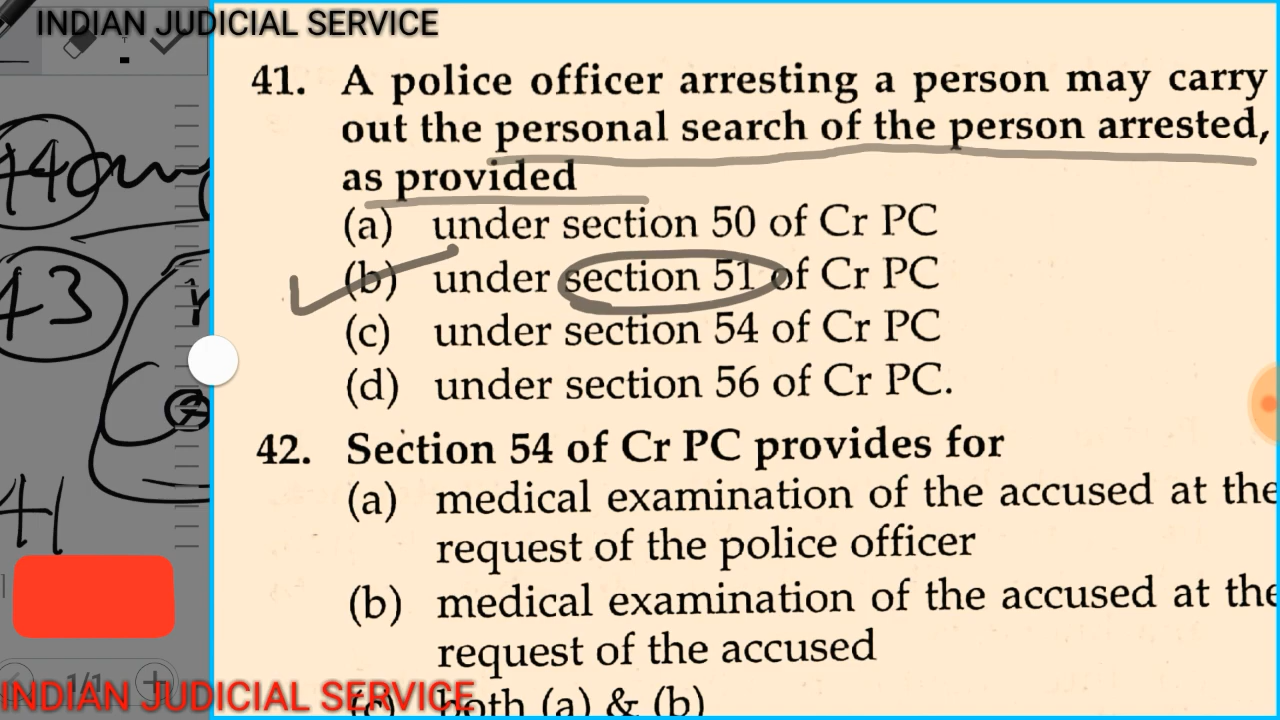 INDIAN JUDICIAL SERVICE
41. A police officer arresting a person may carry
out the personal search of the person arrested,
as provided
(a) under section 50 of Cr PC
(b) under section 51 of Cr PC
(c) under section 54 of Cr PC
(d) under section 56 of Cr PC.
42. Section 54 of Cr PC provides for
(a) medical examination of the accused at the
request of the police officer
(b) medical examination of the accused at the
request of the accused
(c) both (a) & (b)
43
41
1/1
INDIAN JUDICIAL SERVICE